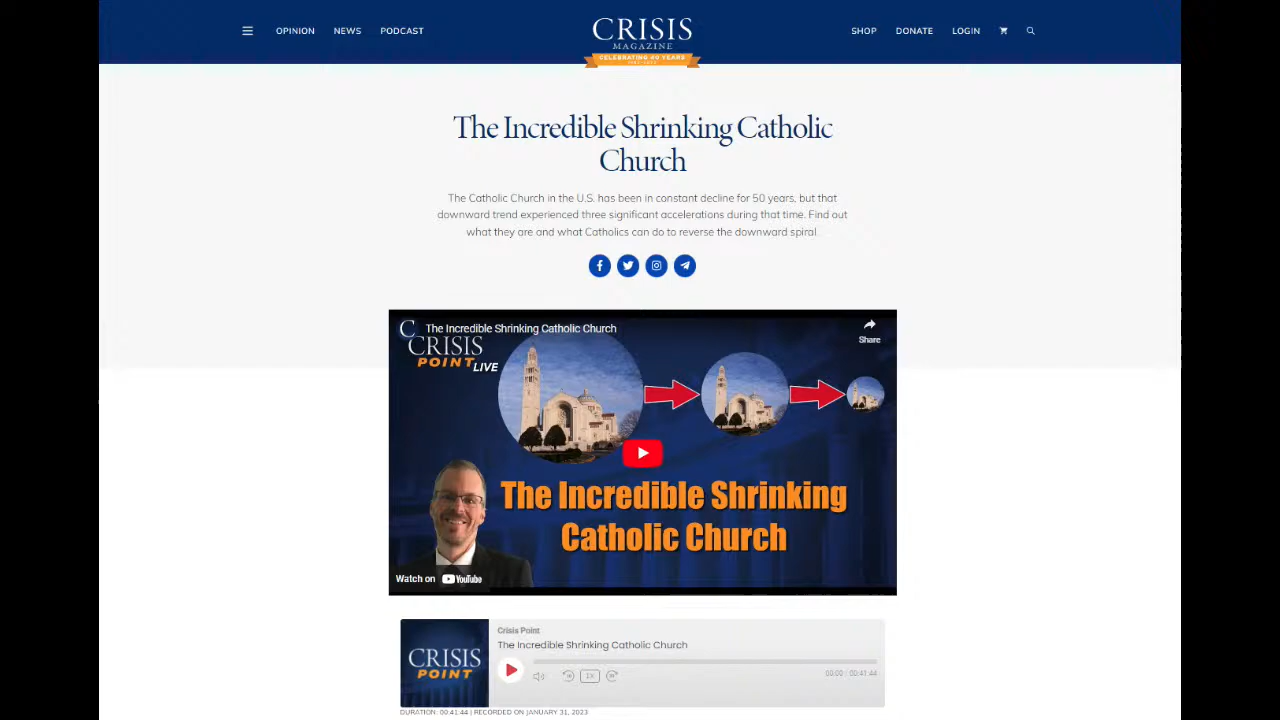 OPINION NEWS PODCAST
CRISIS
MAGAZINE
CELEBRATING 40 YEARS
SHOP DONATE LOGIN
The Incredible Shrinking Catholic
Church
The Catholic Church in the U.S. has been in constant decline for 50 years, but that
downward trend experienced three significant accelerations during that time. Find out
what they are and what Catholics can do to reverse the downward spiral.
C The Incredible Shrinking Catholic Church
Share
CRISIS
POINT LIVE
The Incredible Shrinking
Catholic Church
Watch on YouTube
CRISIS
POINT
Crisis Point
The Incredible Shrinking Catholic Church
1X
00:00 / 00:41:44
DURATION: 00:41:44 | RECORDED ON JANUARY 31, 2023